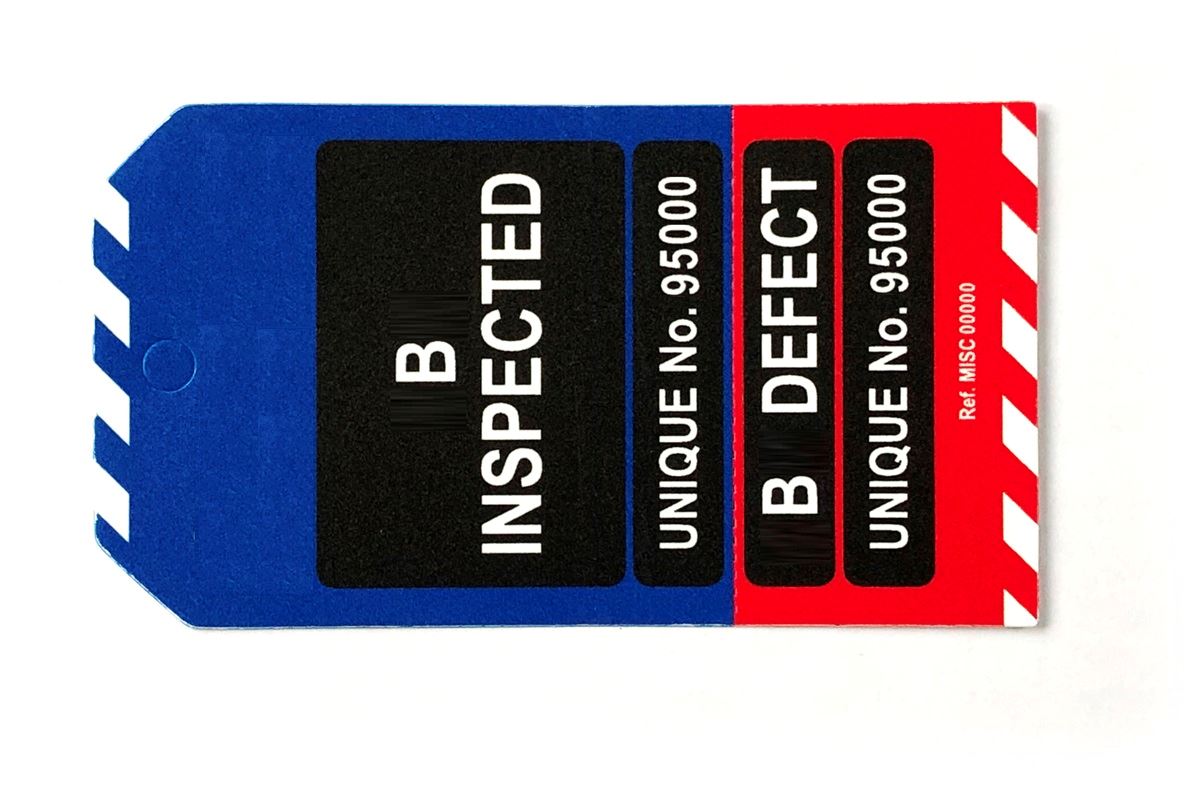 B
INSPECTED
UNIQUE No. 95000
B DEFECT
UNIQUE No. 95000
Ref. MISC 00000